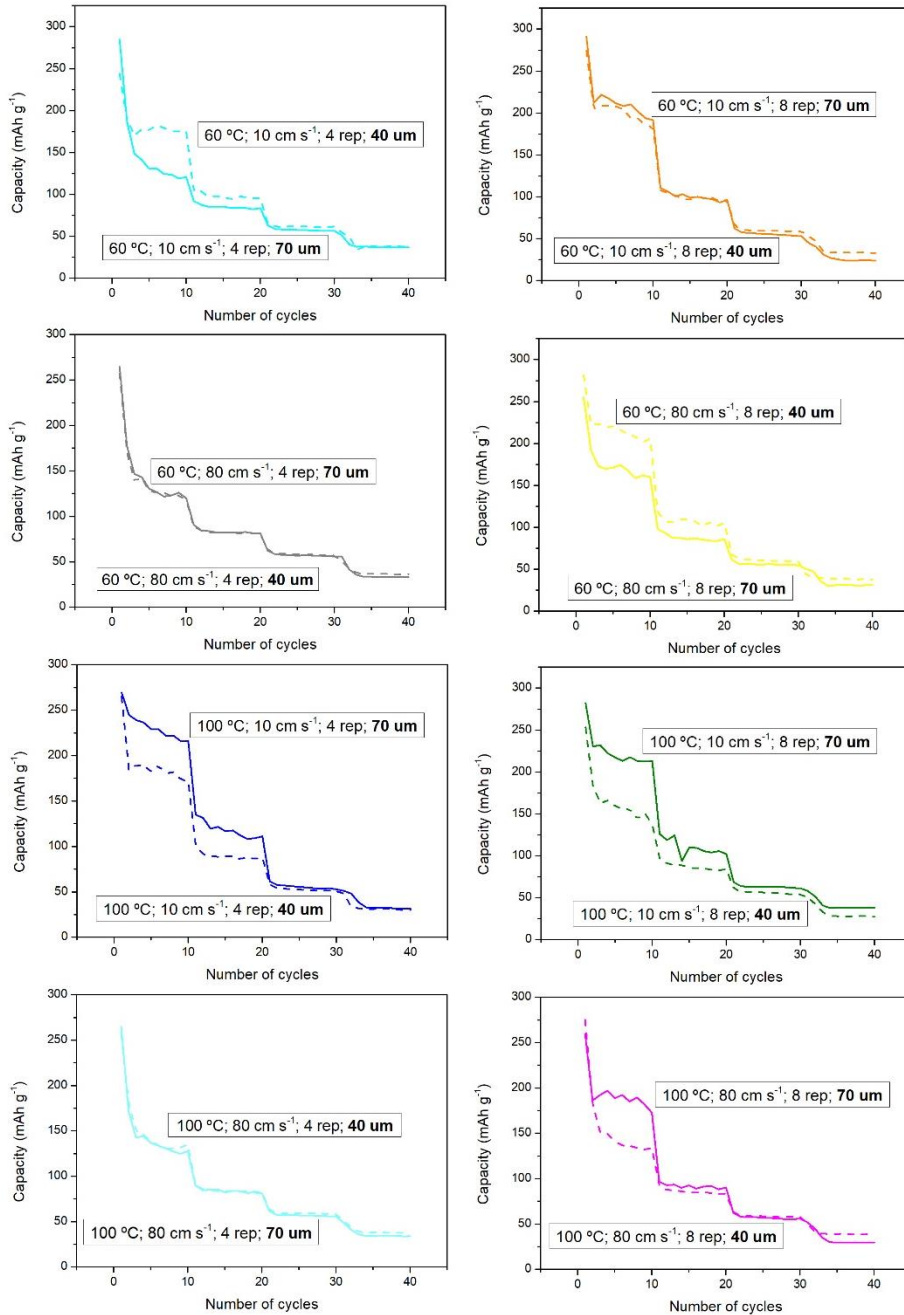 300
250
200
150
100
50
0
Capacity (mAh g⁻¹)
60 ºC; 10 cm s⁻¹; 4 rep; 40 um
60 ºC; 10 cm s⁻¹; 4 rep; 70 um
0 10 20 30 40
Number of cycles
300
250
200
150
100
50
0
Capacity (mAh g⁻¹)
60 ºC; 10 cm s⁻¹; 8 rep; 70 um
60 ºC; 10 cm s⁻¹; 8 rep; 40 um
0 10 20 30 40
Number of cycles
300
250
200
150
100
50
0
Capacity (mAh g⁻¹)
60 ºC; 80 cm s⁻¹; 4 rep; 70 um
60 ºC; 80 cm s⁻¹; 4 rep; 40 um
0 10 20 30 40
Number of cycles
300
250
200
150
100
50
0
Capacity (mAh g⁻¹)
60 ºC; 80 cm s⁻¹; 8 rep; 40 um
60 ºC; 80 cm s⁻¹; 8 rep; 70 um
0 10 20 30 40
Number of cycles
300
250
200
150
100
50
0
Capacity (mAh g⁻¹)
100 ºC; 10 cm s⁻¹; 4 rep; 70 um
100 ºC; 10 cm s⁻¹; 4 rep; 40 um
0 10 20 30 40
Number of cycles
300
250
200
150
100
50
0
Capacity (mAh g⁻¹)
100 ºC; 10 cm s⁻¹; 8 rep; 70 um
100 ºC; 10 cm s⁻¹; 8 rep; 40 um
0 10 20 30 40
Number of cycles
300
250
200
150
100
50
0
Capacity (mAh g⁻¹)
100 ºC; 80 cm s⁻¹; 4 rep; 40 um
100 ºC; 80 cm s⁻¹; 4 rep; 70 um
0 10 20 30 40
Number of cycles
300
250
200
150
100
50
0
Capacity (mAh g⁻¹)
100 ºC; 80 cm s⁻¹; 8 rep; 70 um
100 ºC; 80 cm s⁻¹; 8 rep; 40 um
0 10 20 30 40
Number of cycles